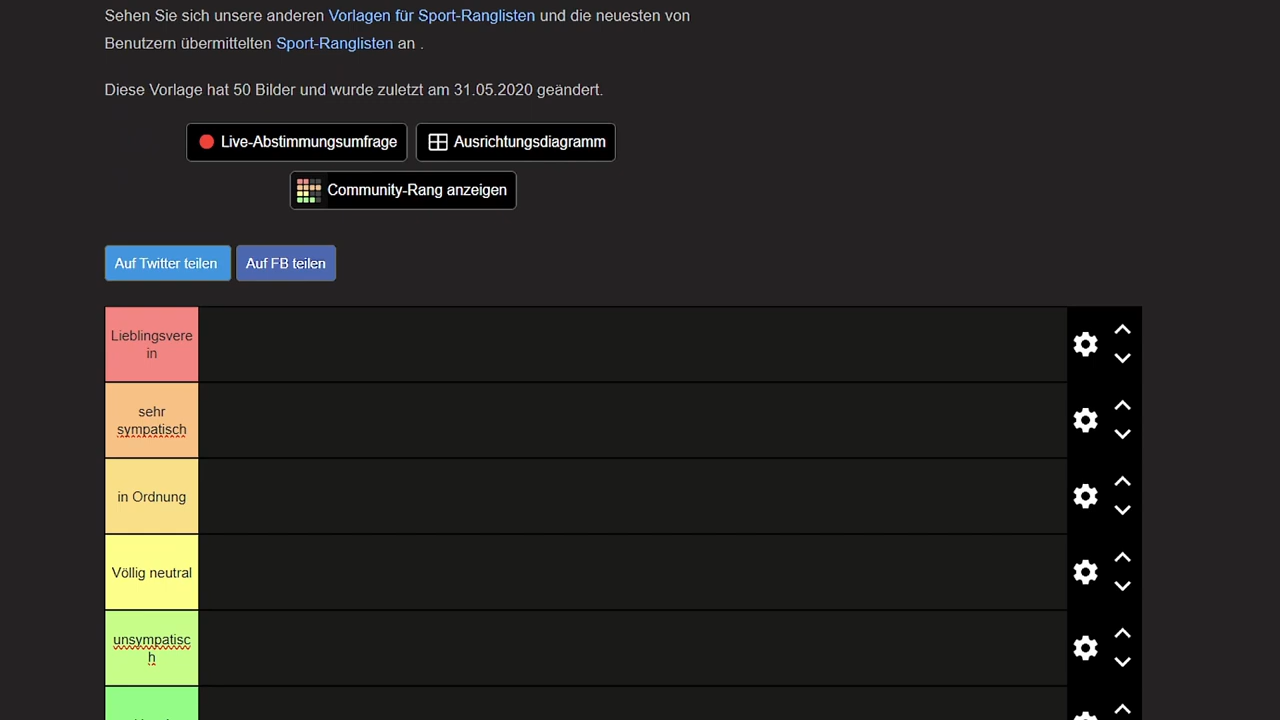 Sehen Sie sich unsere anderen Vorlagen für Sport-Ranglisten und die neuesten von
Benutzern übermittelten Sport-Ranglisten an .
Diese Vorlage hat 50 Bilder und wurde zuletzt am 31.05.2020 geändert.
Live-Abstimmungsumfrage
Ausrichtungsdiagramm
Community-Rang anzeigen
Auf Twitter teilen
Auf FB teilen
Lieblingsvere
in
sehr
sympatisch
in Ordnung
Völlig neutral
unsympatisc
h